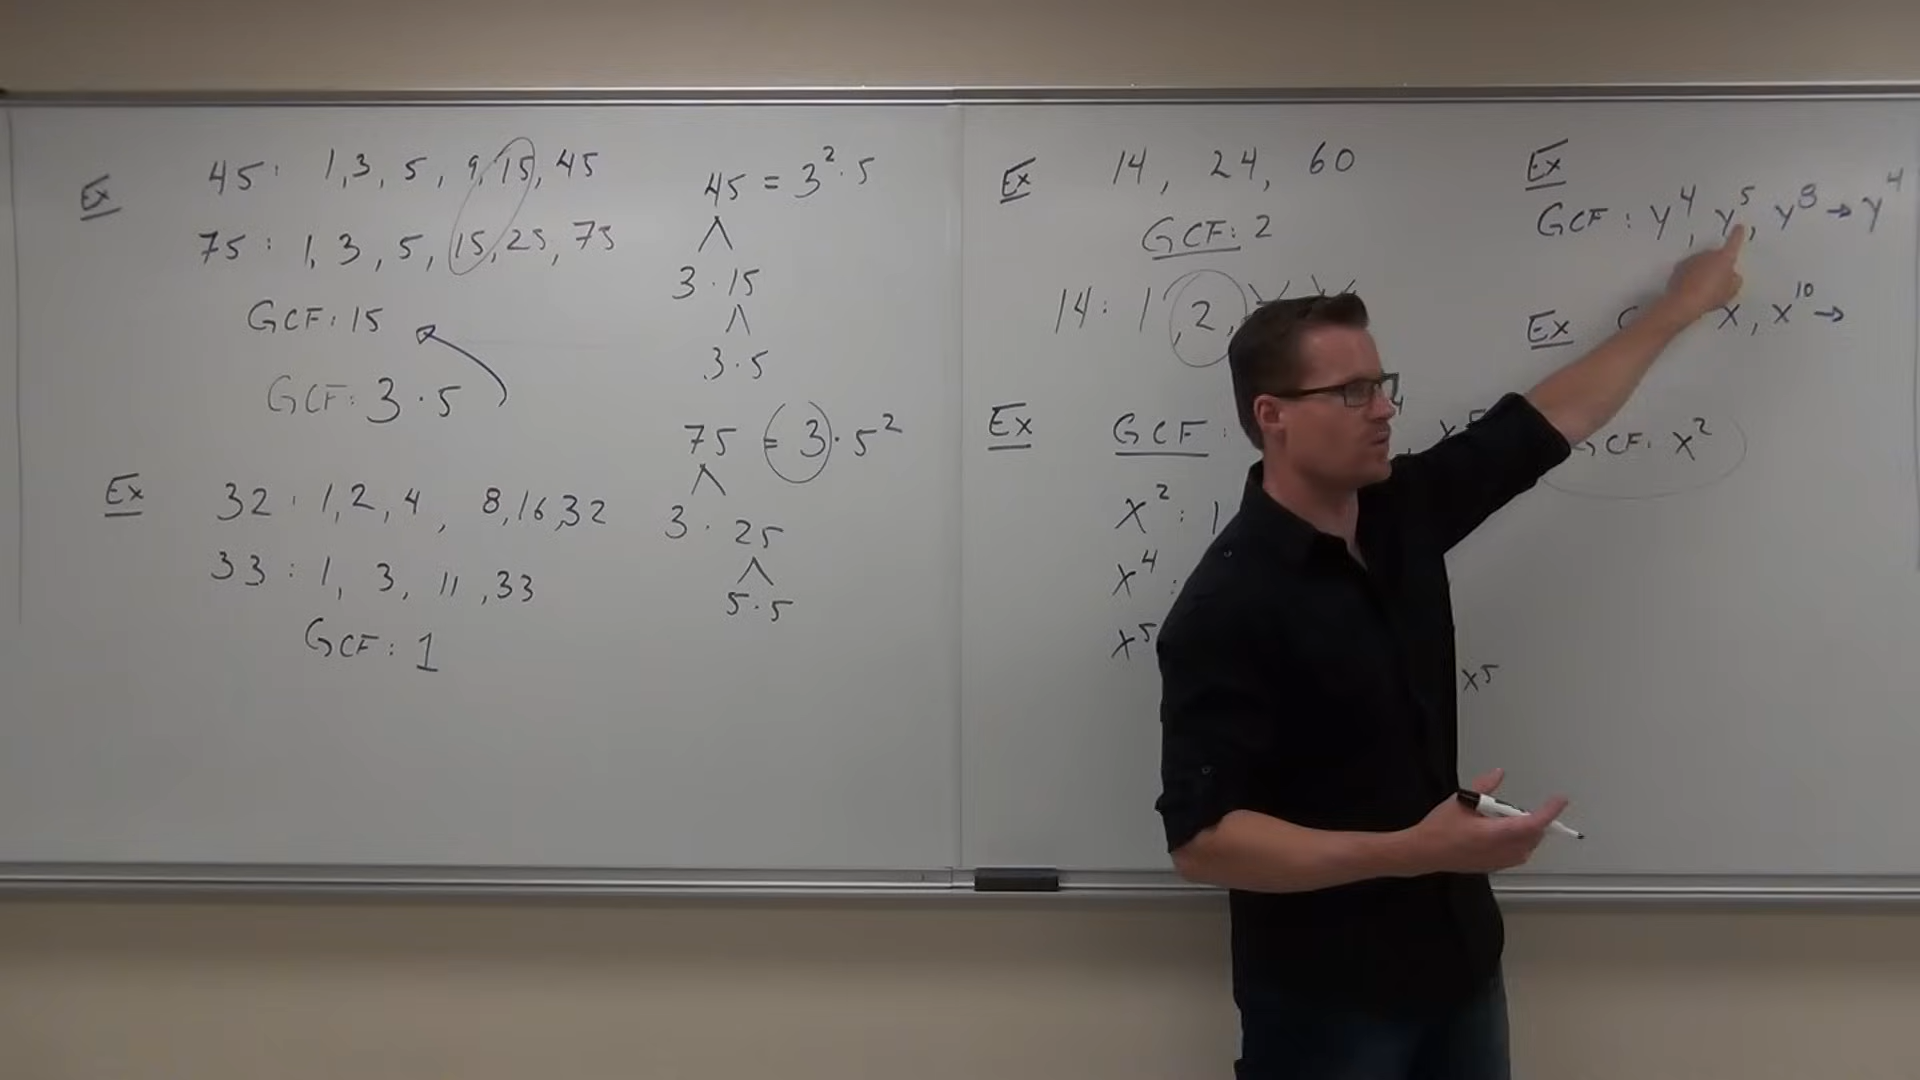 Ex 45: 1, 3, 5, 9, 15, 45
75: 1, 3, 5, 15, 25, 75
GCF: 15
GCF: 3 · 5
Ex 32: 1, 2, 4, 8, 16, 32
33: 1, 3, 11, 33
GCF: 1
45 = 3² · 5
3 · 15
3 · 5
75 = 3 · 5²
3 · 25
5 · 5
Ex 14, 24, 60
GCF: 2
14: 1, 2,
Ex GCF:
x²: 1
x⁴:
x⁵
x⁵
Ex
GCF: y⁴, y⁵, y⁸ → y⁴
Ex x, x¹⁰ →
GCF: x²